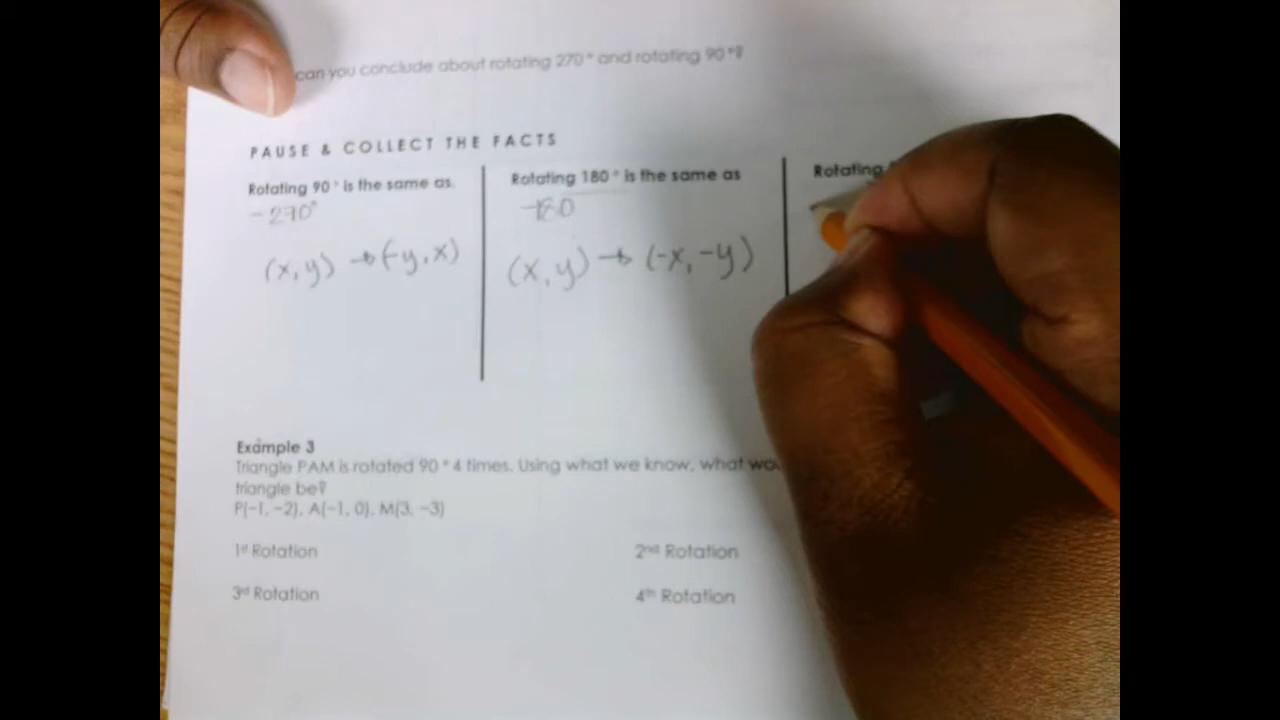 can you conclude about rotating 270° and rotating 90°?
PAUSE & COLLECT THE FACTS
Rotating 90° is the same as
-270°
(x, y) → (-y, x)
Rotating 180° is the same as
-180
(x, y) → (-x, -y)
Rotating
Example 3
Triangle PAM is rotated 90° 4 times. Using what we know, what
triangle be?
P(-1, -2), A(-1, 0), M(3, -3)
1st Rotation
2nd Rotation
3rd Rotation
4th Rotation